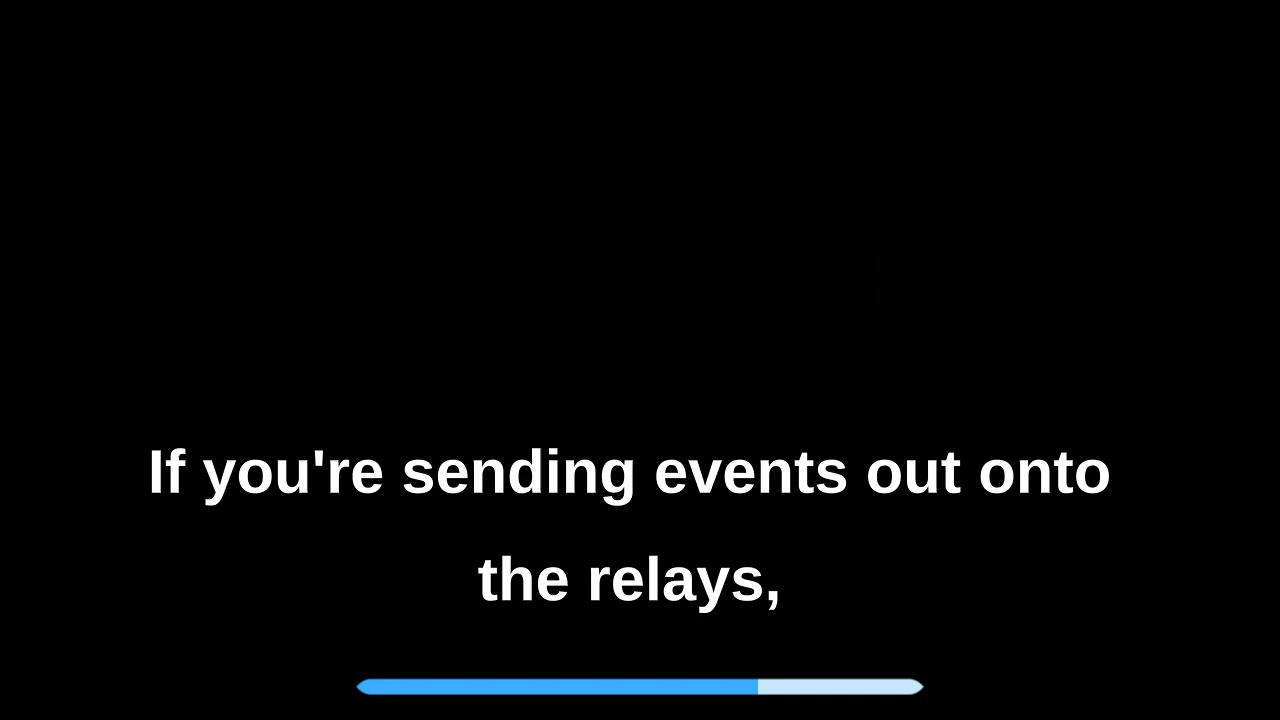 If you're sending events out onto
the relays,